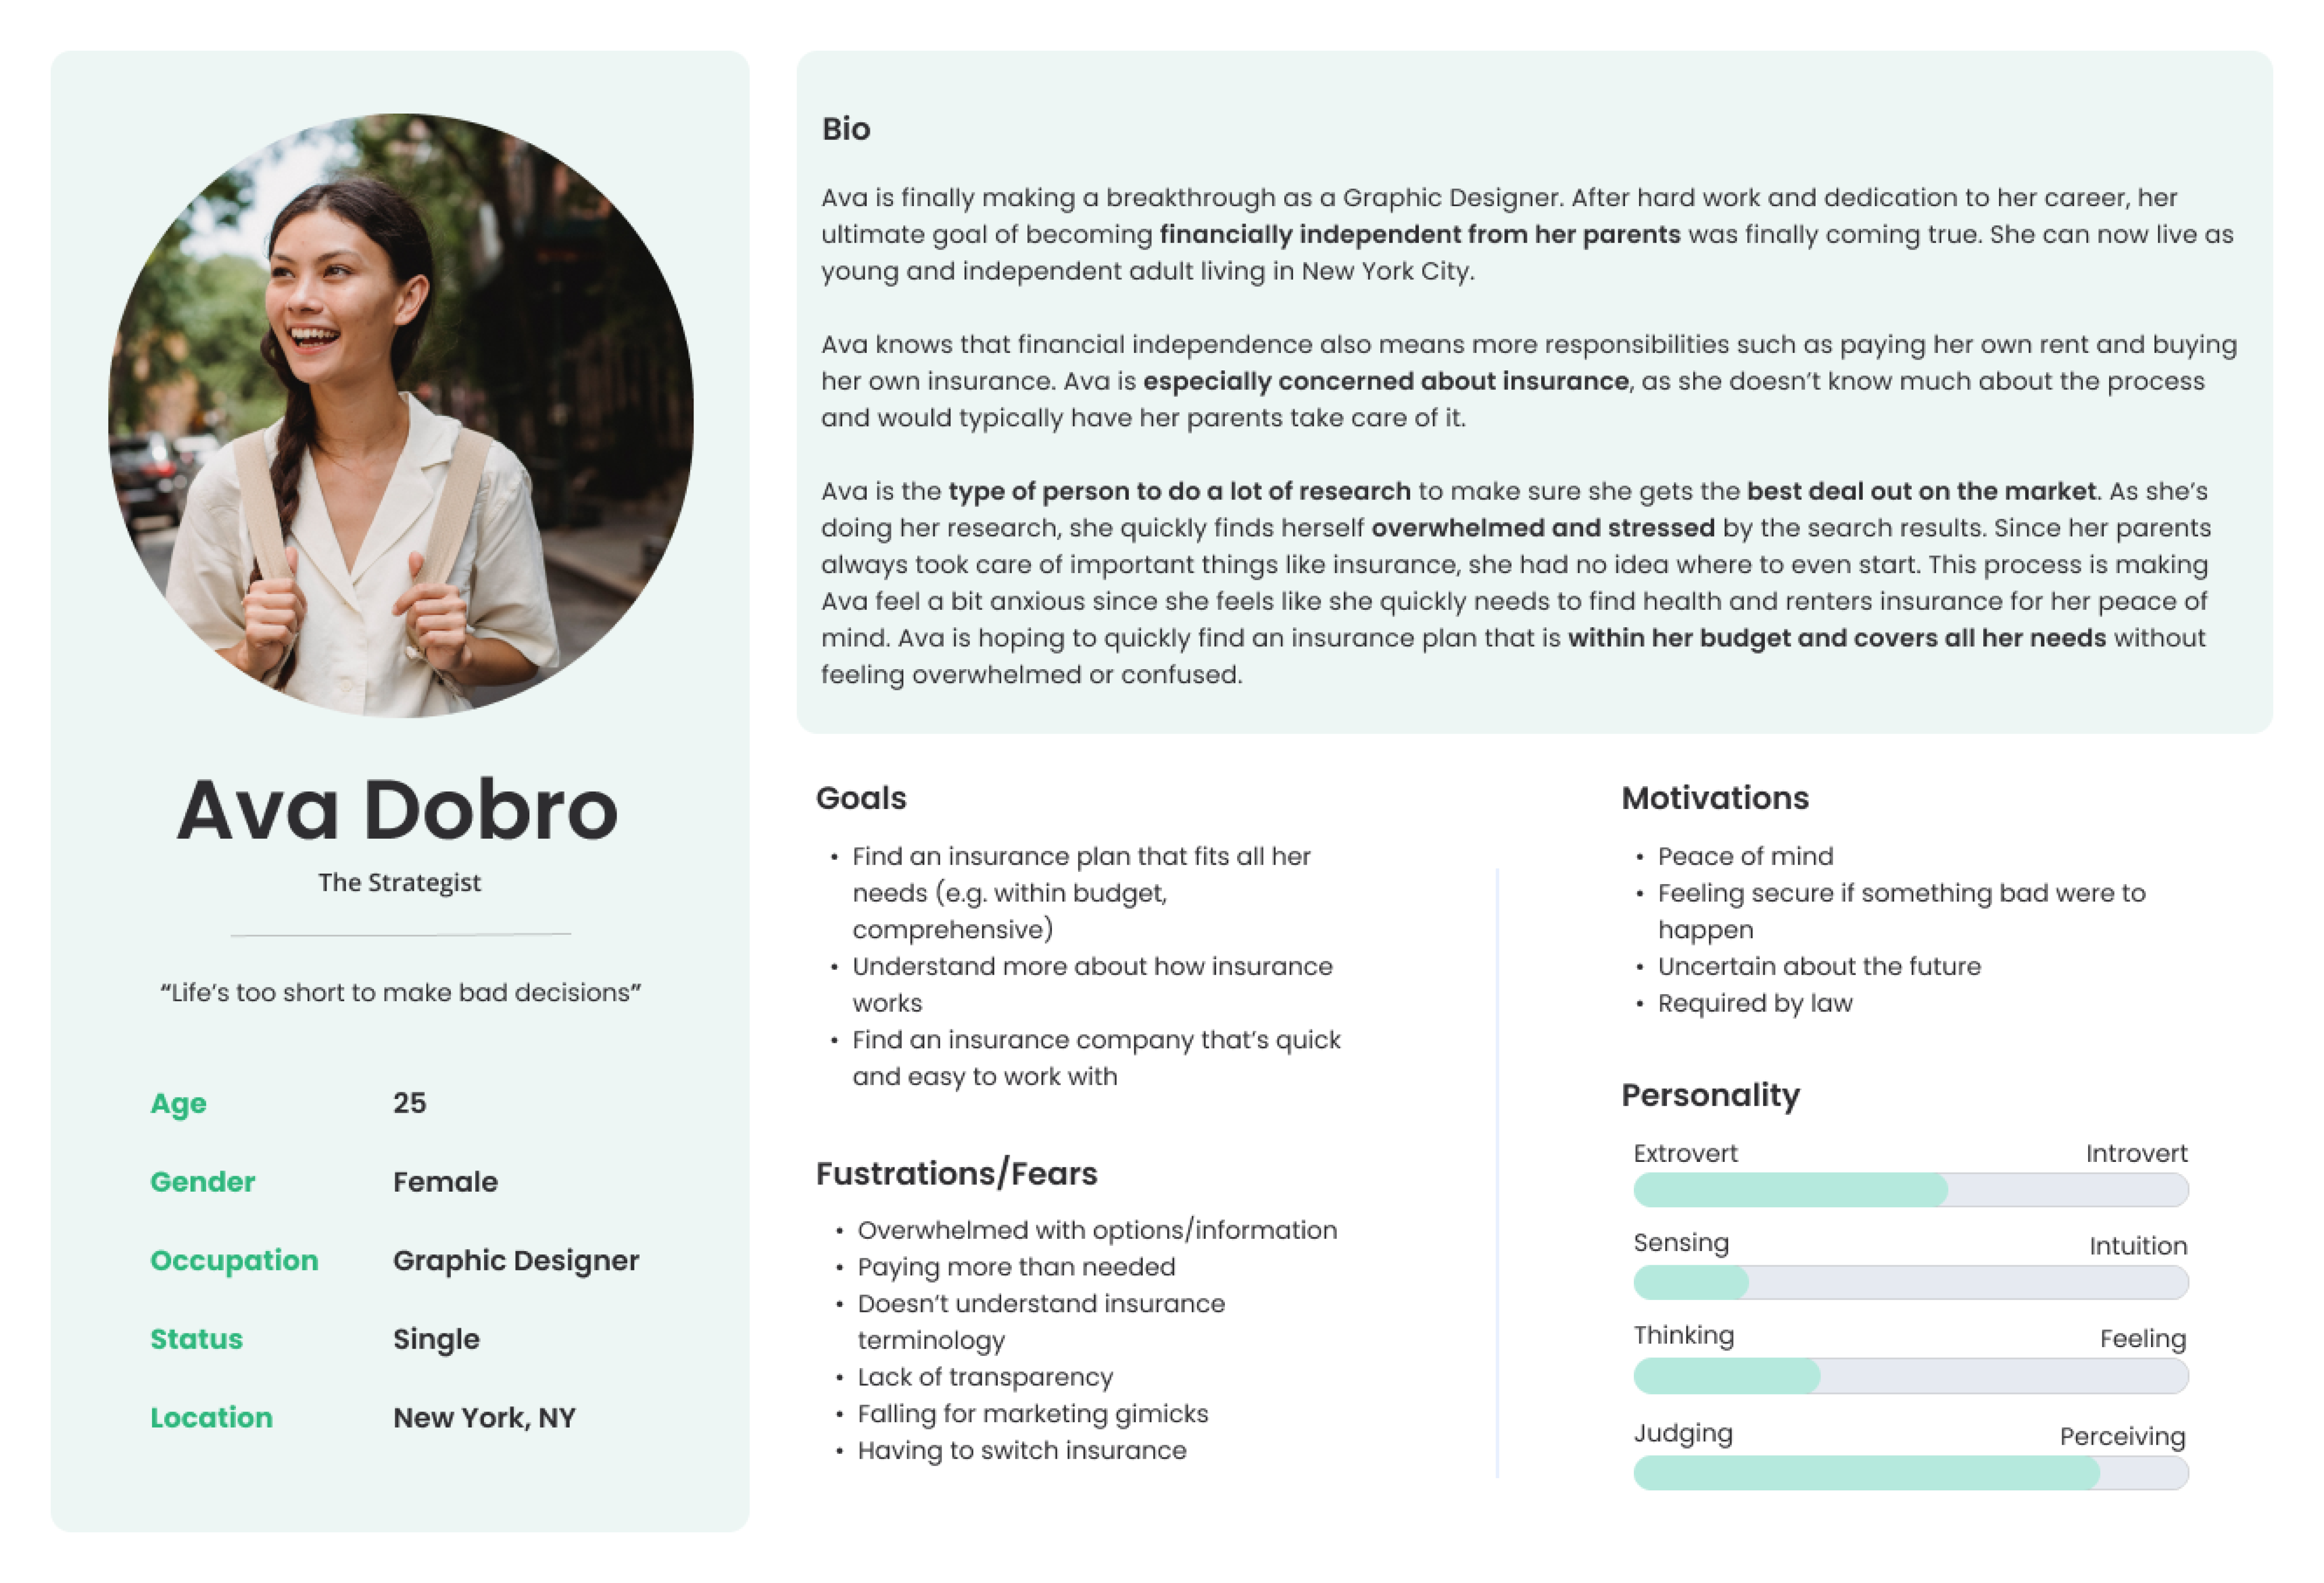 Ava Dobro
The Strategist
“Life’s too short to make bad decisions”
Age 25
Gender Female
Occupation Graphic Designer
Status Single
Location New York, NY
Bio
Ava is finally making a breakthrough as a Graphic Designer. After hard work and dedication to her career, her
ultimate goal of becoming financially independent from her parents was finally coming true. She can now live as
young and independent adult living in New York City.
Ava knows that financial independence also means more responsibilities such as paying her own rent and buying
her own insurance. Ava is especially concerned about insurance, as she doesn’t know much about the process
and would typically have her parents take care of it.
Ava is the type of person to do a lot of research to make sure she gets the best deal out on the market. As she’s
doing her research, she quickly finds herself overwhelmed and stressed by the search results. Since her parents
always took care of important things like insurance, she had no idea where to even start. This process is making
Ava feel a bit anxious since she feels like she quickly needs to find health and renters insurance for her peace of
mind. Ava is hoping to quickly find an insurance plan that is within her budget and covers all her needs without
feeling overwhelmed or confused.
Goals
• Find an insurance plan that fits all her
needs (e.g. within budget,
comprehensive)
• Understand more about how insurance
works
• Find an insurance company that’s quick
and easy to work with
Fustrations/Fears
• Overwhelmed with options/information
• Paying more than needed
• Doesn’t understand insurance
terminology
• Lack of transparency
• Falling for marketing gimicks
• Having to switch insurance
Motivations
• Peace of mind
• Feeling secure if something bad were to
happen
• Uncertain about the future
• Required by law
Personality
Extrovert Introvert
Sensing Intuition
Thinking Feeling
Judging Perceiving